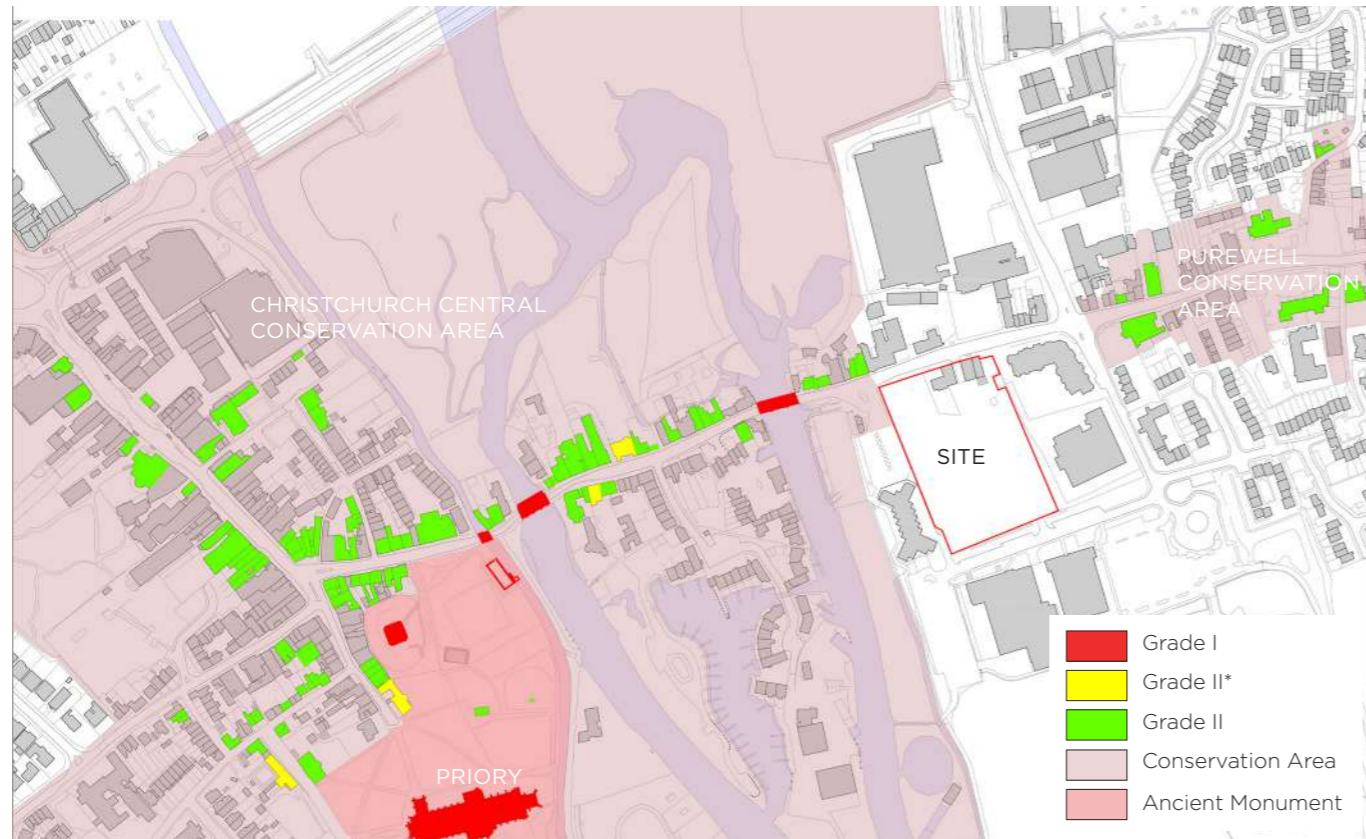 CHRISTCHURCH CENTRAL
CONSERVATION AREA
PUREWELL
CONSERVATION
AREA
SITE
PRIORY
Grade I
Grade II*
Grade II
Conservation Area
Ancient Monument